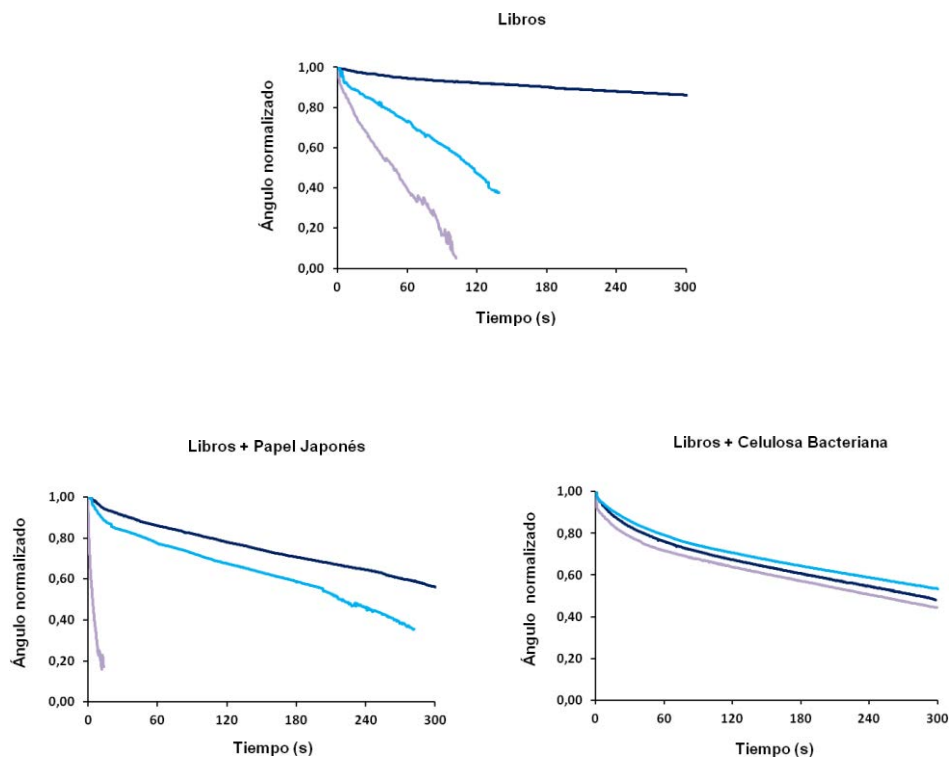 Libros
Ángulo normalizado
1,00
0,80
0,60
0,40
0,20
0,00
0 60 120 180 240 300
Tiempo (s)
Libros + Papel Japonés
Ángulo normalizado
1,00
0,80
0,60
0,40
0,20
0,00
0 60 120 180 240 300
Tiempo (s)
Libros + Celulosa Bacteriana
Ángulo normalizado
1,00
0,80
0,60
0,40
0,20
0,00
0 60 120 180 240 300
Tiempo (s)